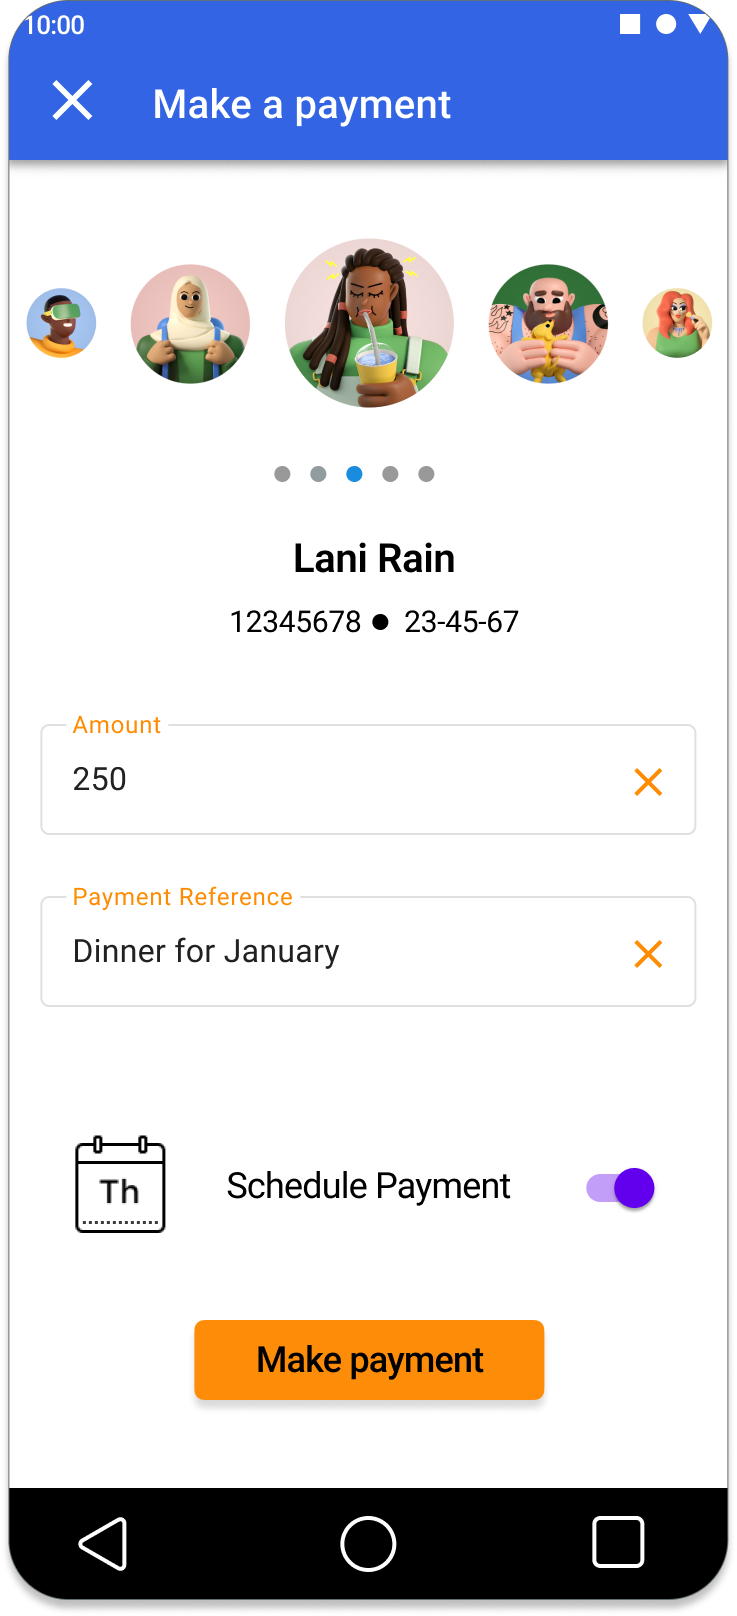 10:00
Make a payment
Lani Rain
12345678 ● 23-45-67
Amount
250
Payment Reference
Dinner for January
Th
Schedule Payment
Make payment